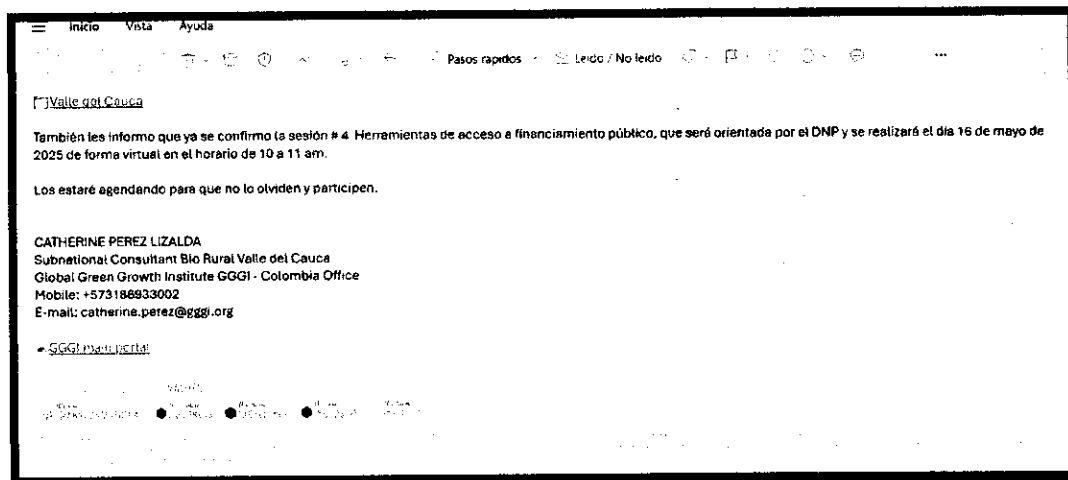 Inicio Vista Ayuda
Pasos rapidos Leido / No leido
Valle del Cauca
También les informo que ya se confirmo la sesión # 4 Herramientas de acceso a financiamiento público, que será orientada por el DNP y se realizará el día 16 de mayo de
2025 de forma virtual en el horario de 10 a 11 am.
Los estaré agendando para que no lo olviden y participen.
CATHERINE PEREZ LIZALDA
Subnational Consultant Bio Rural Valle del Cauca
Global Green Growth Institute GGGI - Colombia Office
Mobile: +573186933002
E-mail: catherine.perez@gggi.org
GGGI main portal